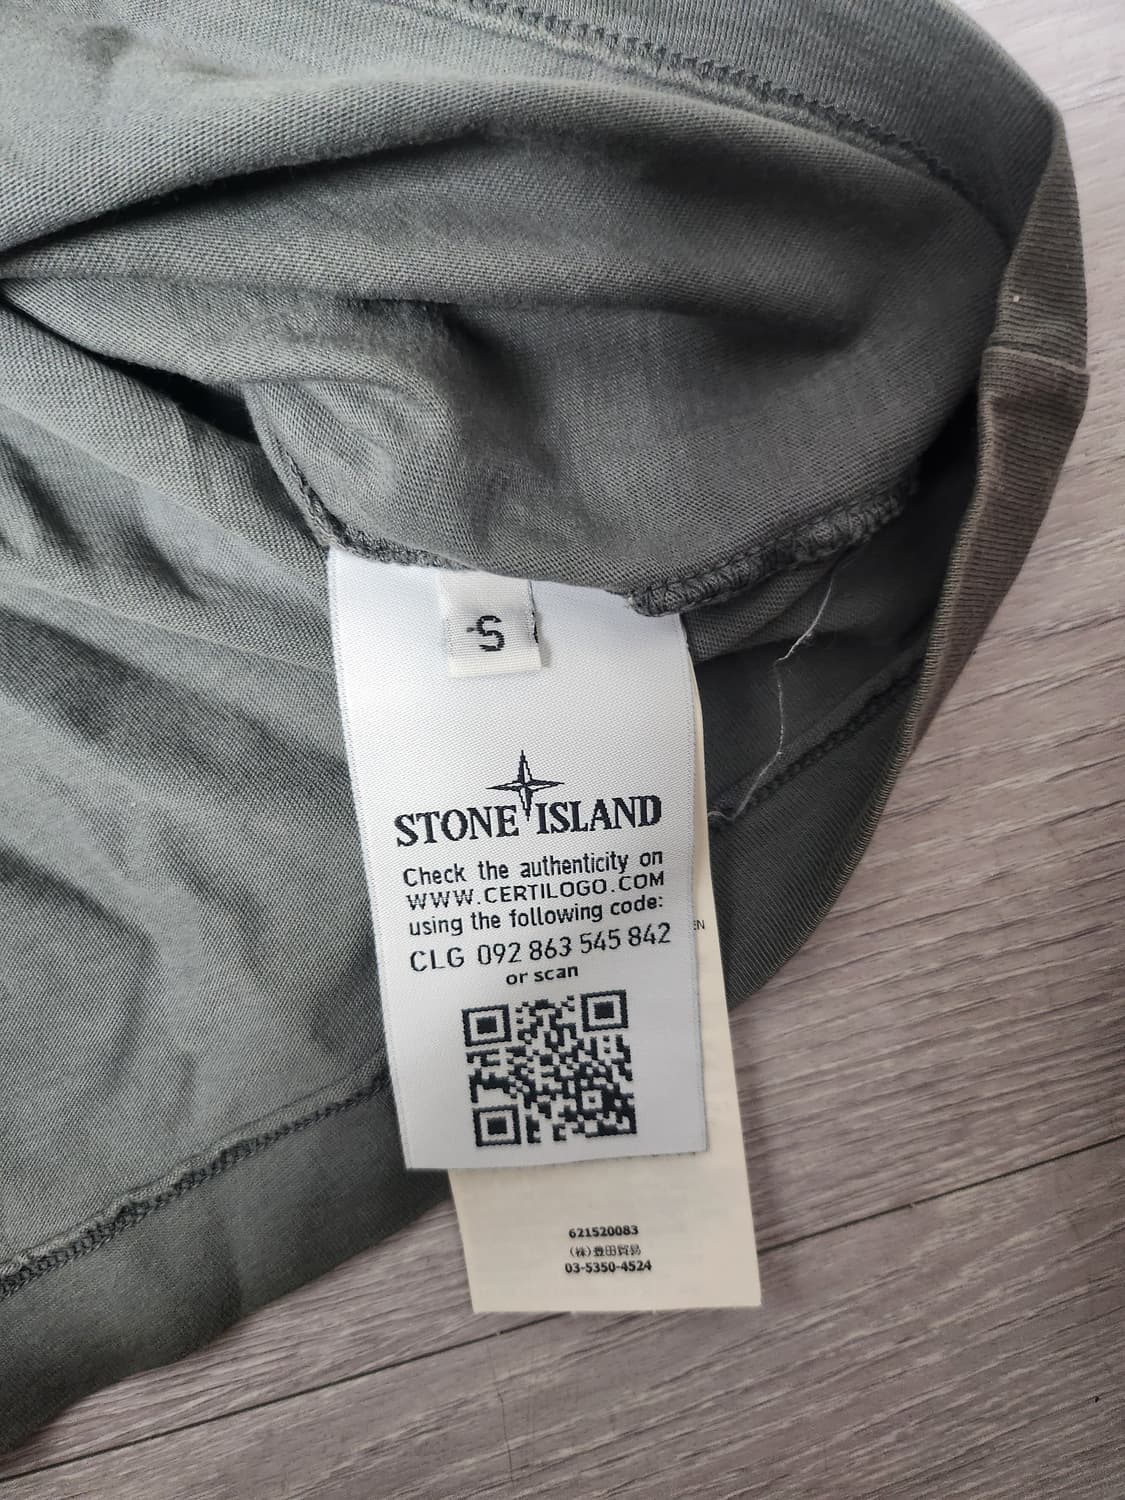 S
STONE ISLAND
Check the authenticity on
WWW.CERTILOGO.COM
using the following code:
CLG 092 863 545 842
or scan
EN
621520083
(株)豊田貿易
03-5350-4524